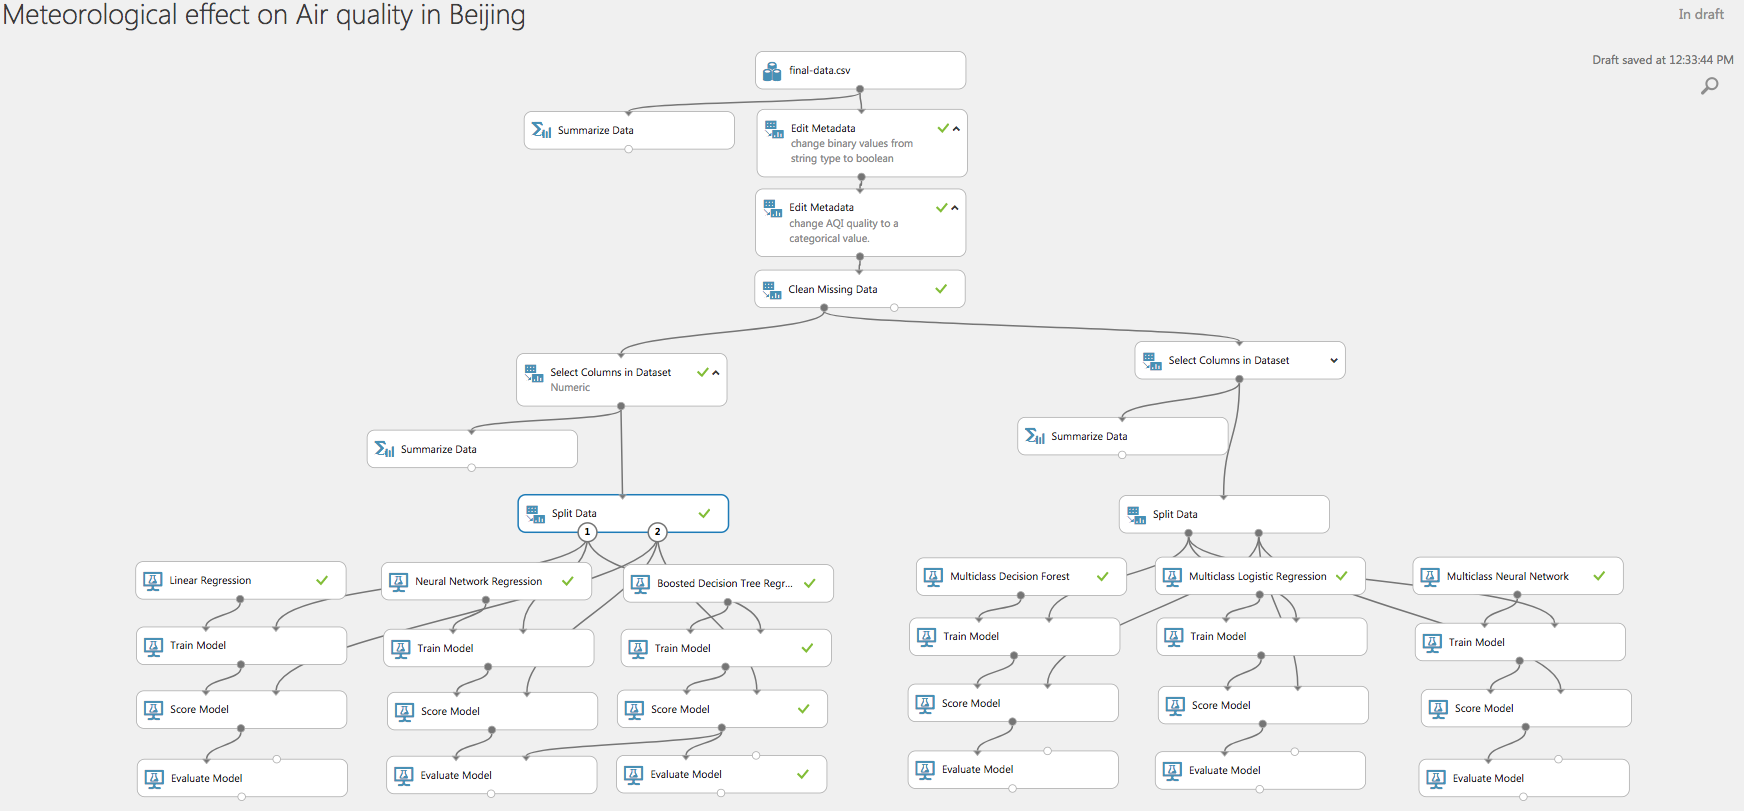 Meteorological effect on Air quality in Beijing
In draft
Draft saved at 12:33:44 PM
final-data.csv
Summarize Data
Edit Metadata
change binary values from
string type to boolean
Edit Metadata
change AQI quality to a
categorical value.
Clean Missing Data
Select Columns in Dataset
Numeric
Select Columns in Dataset
Summarize Data
Summarize Data
Split Data
1
2
Split Data
Linear Regression
Neural Network Regression
Boosted Decision Tree Regr...
Multiclass Decision Forest
Multiclass Logistic Regression
Multiclass Neural Network
Train Model
Train Model
Train Model
Train Model
Train Model
Train Model
Score Model
Score Model
Score Model
Score Model
Score Model
Score Model
Evaluate Model
Evaluate Model
Evaluate Model
Evaluate Model
Evaluate Model
Evaluate Model